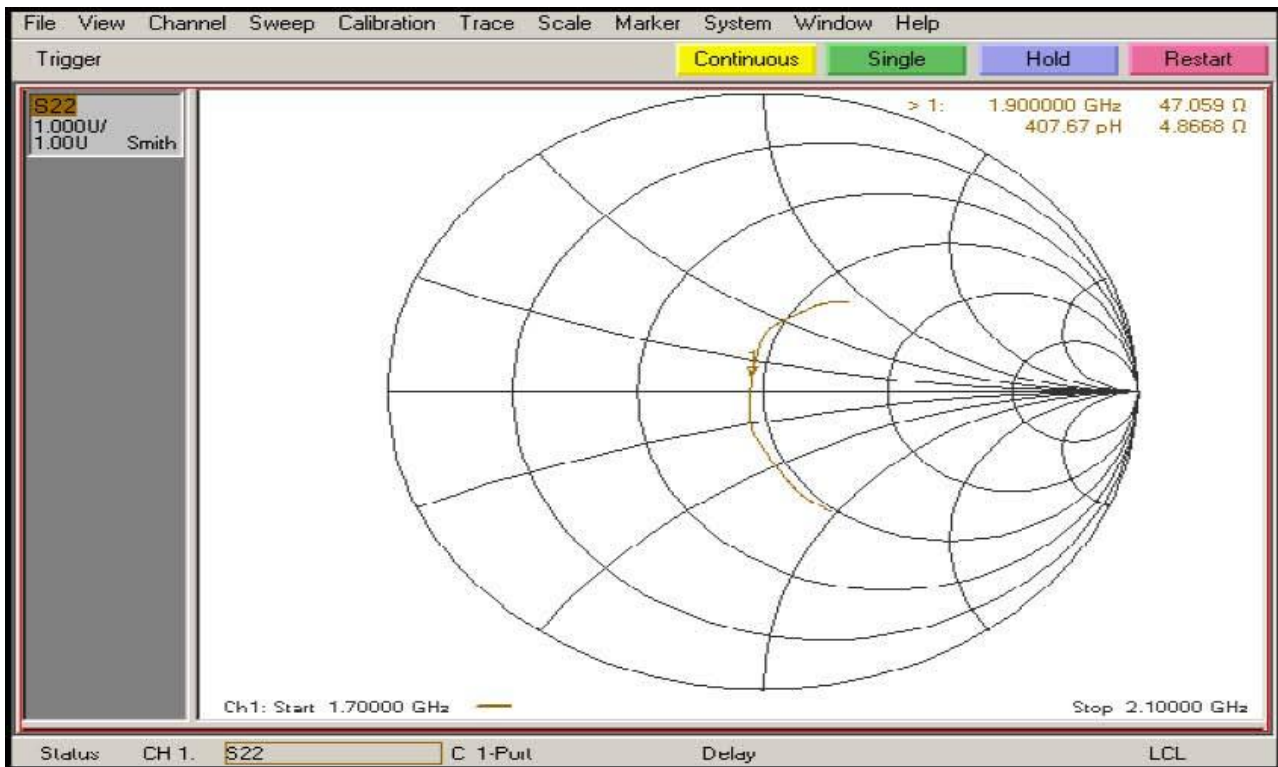 File View Channel Sweep Calibration Trace Scale Marker System Window Help
Trigger Continuous Single Hold Restart
S22
1.000U/
1.00U Smith
> 1: 1.900000 GHz 47.059 Ω
407.67 pH 4.8668 Ω
1
Ch1: Start 1.70000 GHz
Stop 2.10000 GHz
Status CH 1. S22 C 1-Port Delay LCL